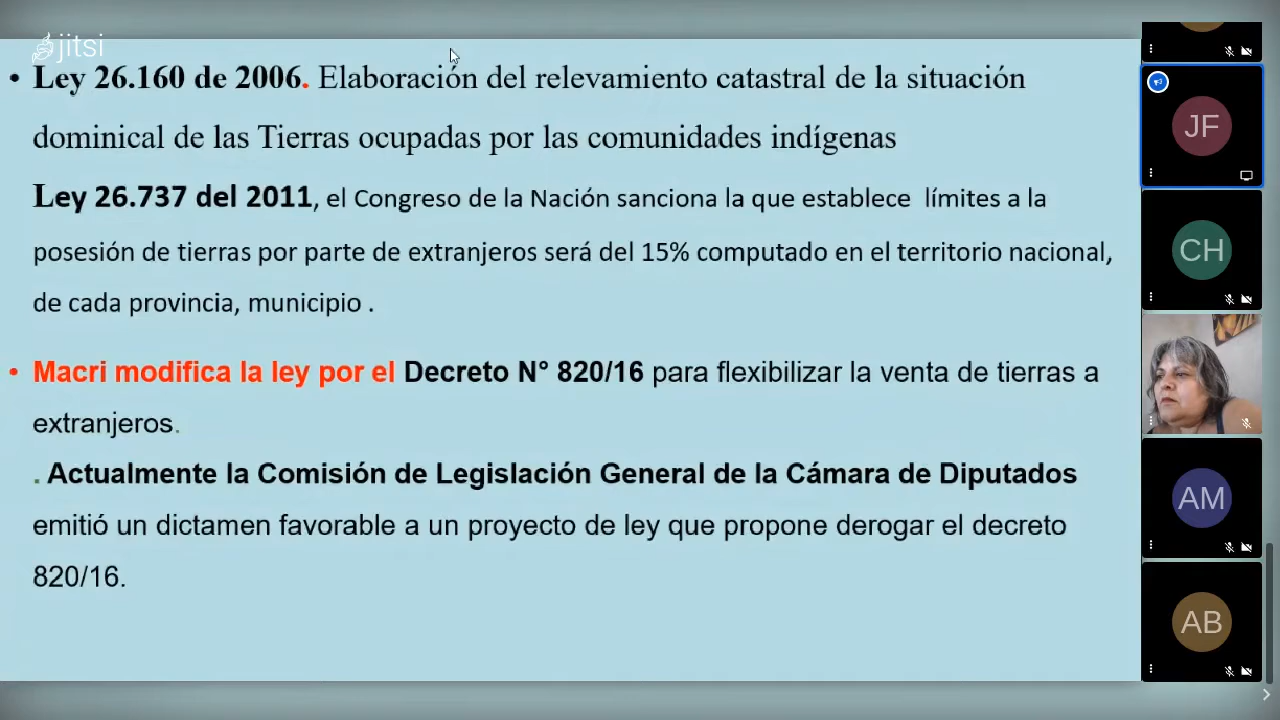 jitsi
• Ley 26.160 de 2006. Elaboración del relevamiento catastral de la situación
dominical de las Tierras ocupadas por las comunidades indígenas
Ley 26.737 del 2011, el Congreso de la Nación sanciona la que establece límites a la
posesión de tierras por parte de extranjeros será del 15% computado en el territorio nacional,
de cada provincia, municipio .
• Macri modifica la ley por el Decreto N° 820/16 para flexibilizar la venta de tierras a
extranjeros.
. Actualmente la Comisión de Legislación General de la Cámara de Diputados
emitió un dictamen favorable a un proyecto de ley que propone derogar el decreto
820/16.
JF
CH
AM
AB